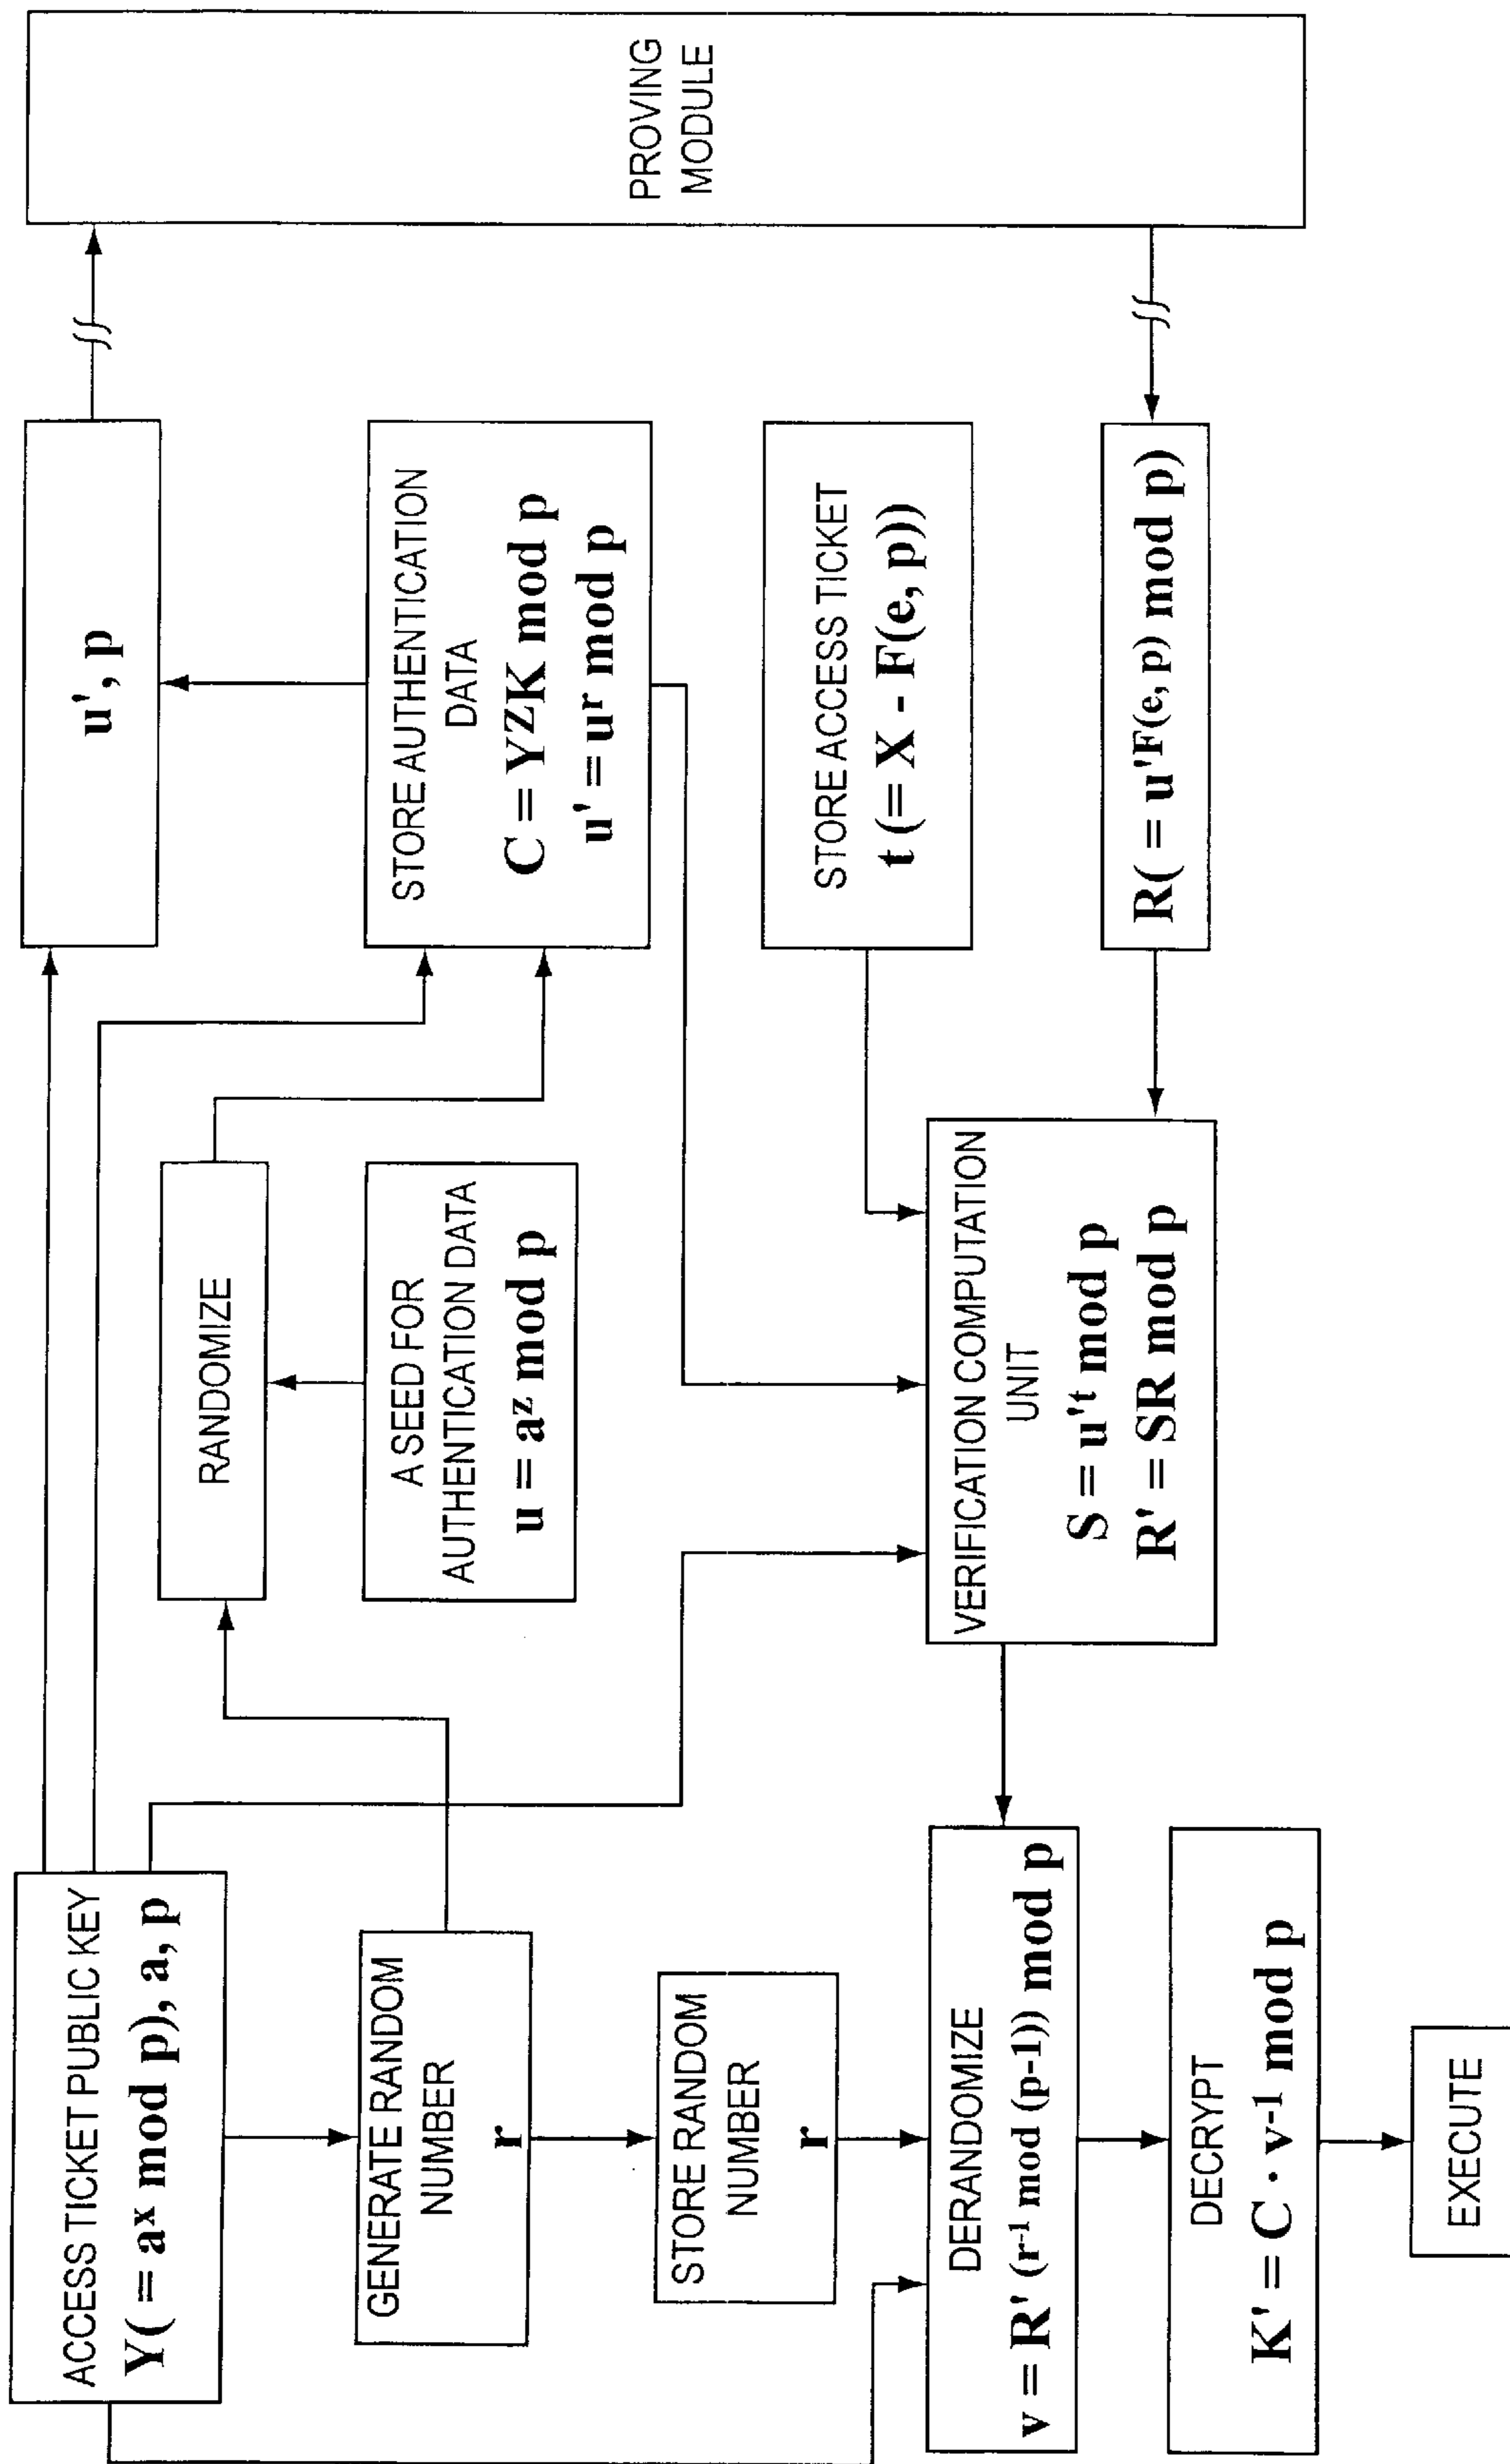 ACCESS TICKET PUBLIC KEY
Y( = aˣ mod p), a, p
GENERATE RANDOM
NUMBER
r
STORE RANDOM
NUMBER
r
DERANDOMIZE
v = R' (r⁻¹ mod (p-1)) mod p
DECRYPT
K' = C · v⁻¹ mod p
EXECUTE
RANDOMIZE
A SEED FOR
AUTHENTICATION DATA
u = aᶻ mod p
VERIFICATION COMPUTATION
UNIT
S = u'ᵗ mod p
R' = SR mod p
u', p
STORE AUTHENTICATION
DATA
C = YᶻK mod p
u' = uʳ mod p
STORE ACCESS TICKET
t (= X - F(e, p))
R( = u'F(e, p) mod p)
PROVING
MODULE